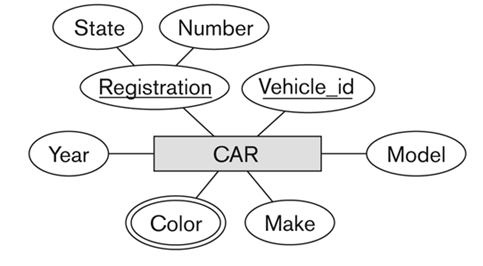 State
Number
Registration
Vehicle_id
Year
CAR
Model
Color
Make